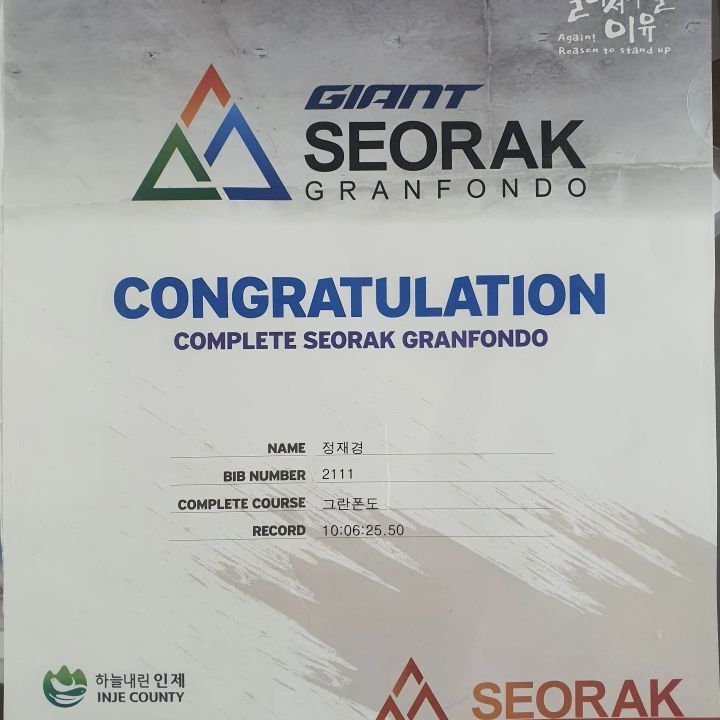 이유
Again!
Reason to stand up
GIANT
SEORAK
GRANFONDO
CONGRATULATION
COMPLETE SEORAK GRANFONDO
NAME 정재경
BIB NUMBER 2111
COMPLETE COURSE 그란폰도
RECORD 10:06:25.50
하늘내린 인제
INJE COUNTY
SEORAK